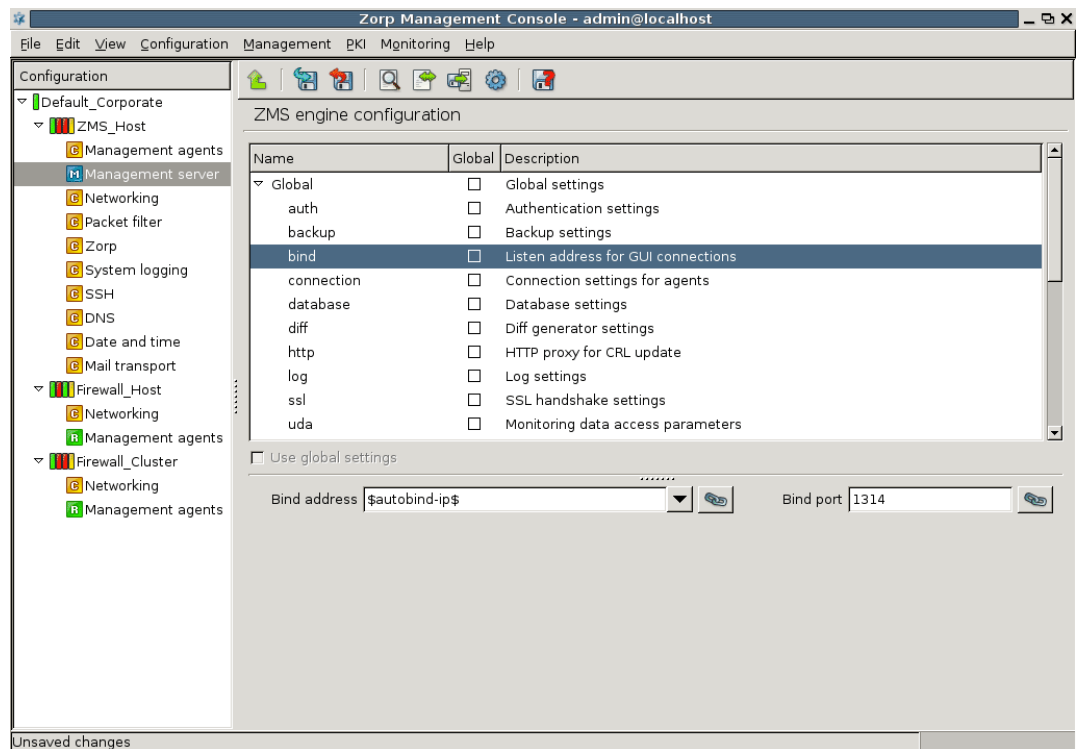 Zorp Management Console - admin@localhost
File Edit View Configuration Management PKI Monitoring Help
Configuration
Default_Corporate
ZMS_Host
C Management agents
M Management server
C Networking
C Packet filter
C Zorp
C System logging
C SSH
C DNS
C Date and time
C Mail transport
Firewall_Host
C Networking
R Management agents
Firewall_Cluster
C Networking
R Management agents
ZMS engine configuration
Name Global Description
Global Global settings
auth Authentication settings
backup Backup settings
bind Listen address for GUI connections
connection Connection settings for agents
database Database settings
diff Diff generator settings
http HTTP proxy for CRL update
log Log settings
ssl SSL handshake settings
uda Monitoring data access parameters
Use global settings
Bind address $autobind-ip$ Bind port 1314
Unsaved changes